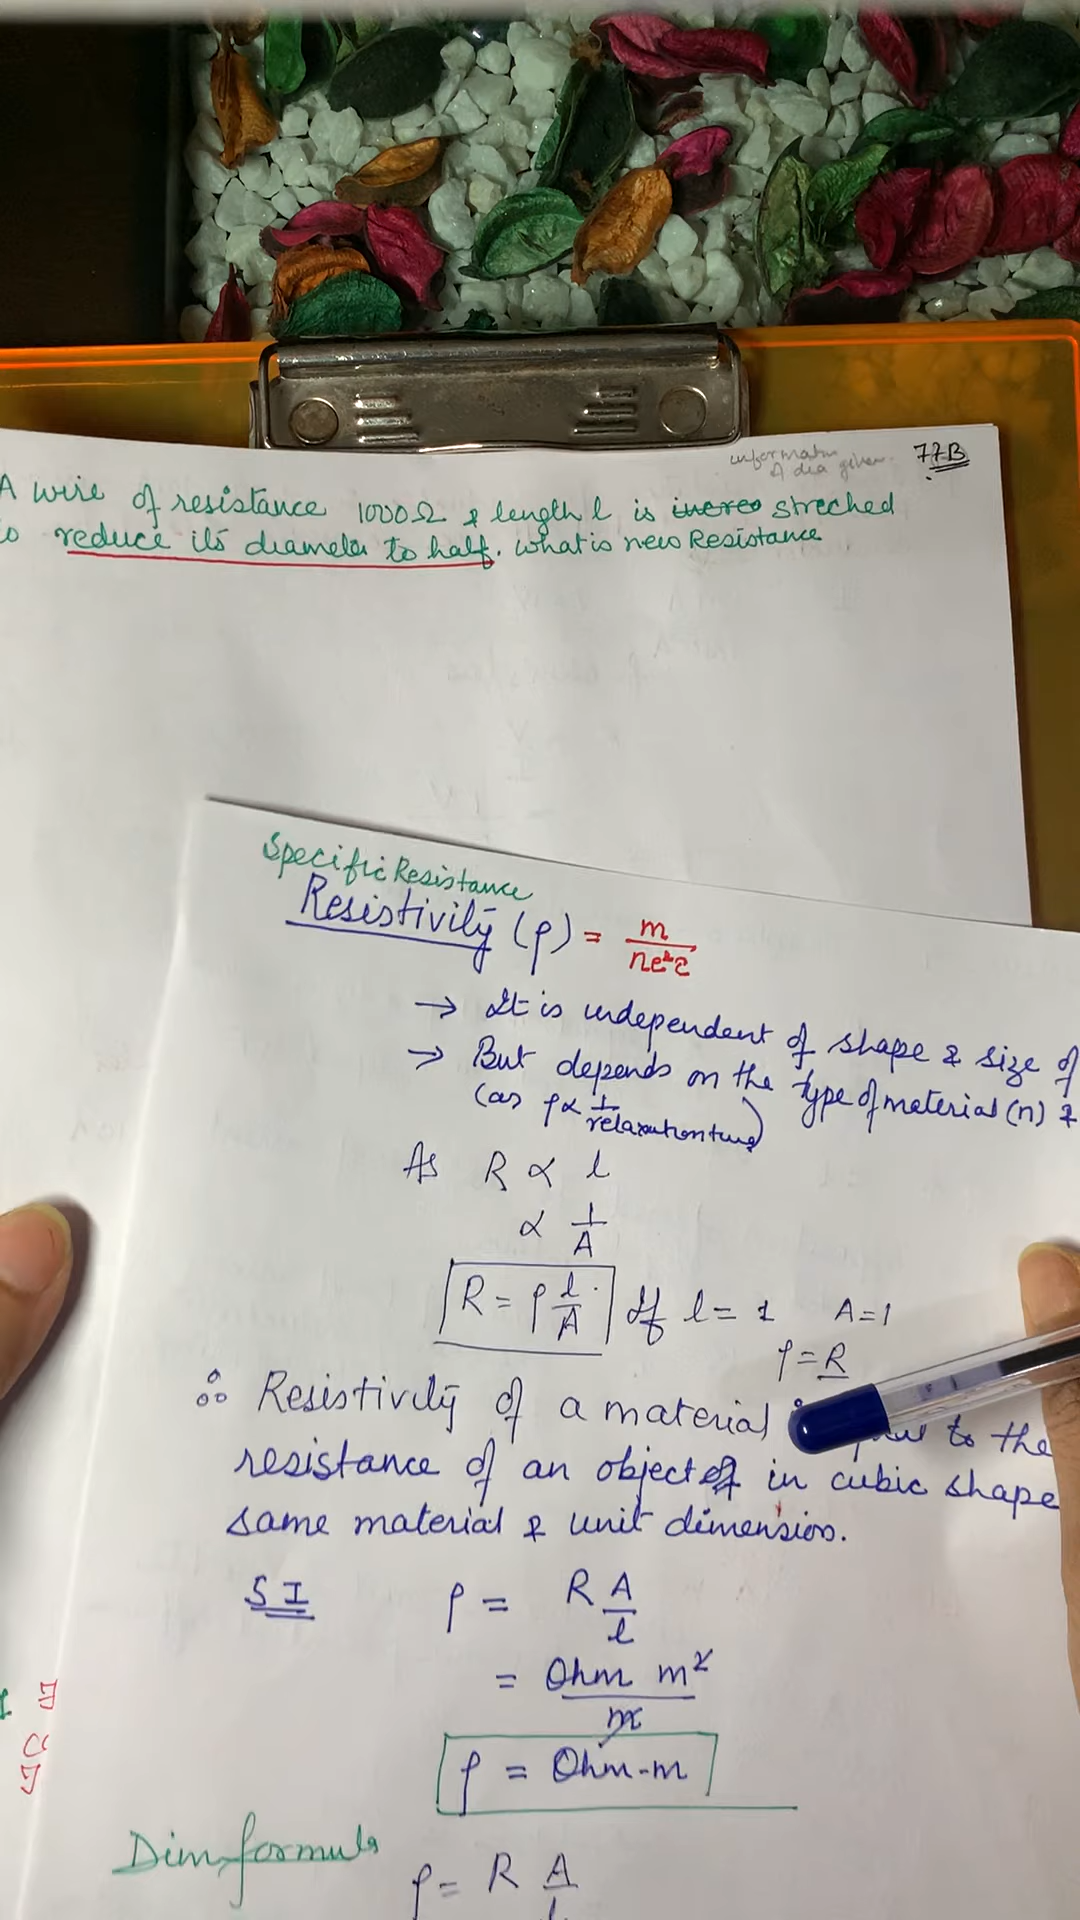 informatn
of dia given.
77B
A wire of resistance 1000Ω & length l is increo streched
to reduce its diameter to half. What is new Resistance
Specific Resistance
Resistivity (ρ) = m/ne²τ
→ It is independent of shape & size of
→ But depends on the type of material (n) &
(as ρ ∝ 1/relaxation time)
As R ∝ l
∝ 1/A
R = ρ l/A If l = 1 A = 1
ρ = R
∴ Resistivity of a material to the
resistance of an object of in cubic shape
same material & unit dimension.
SI ρ = R A/l
= Ohm m²/m
ρ = Ohm-m
Dim formula
ρ = R A/l